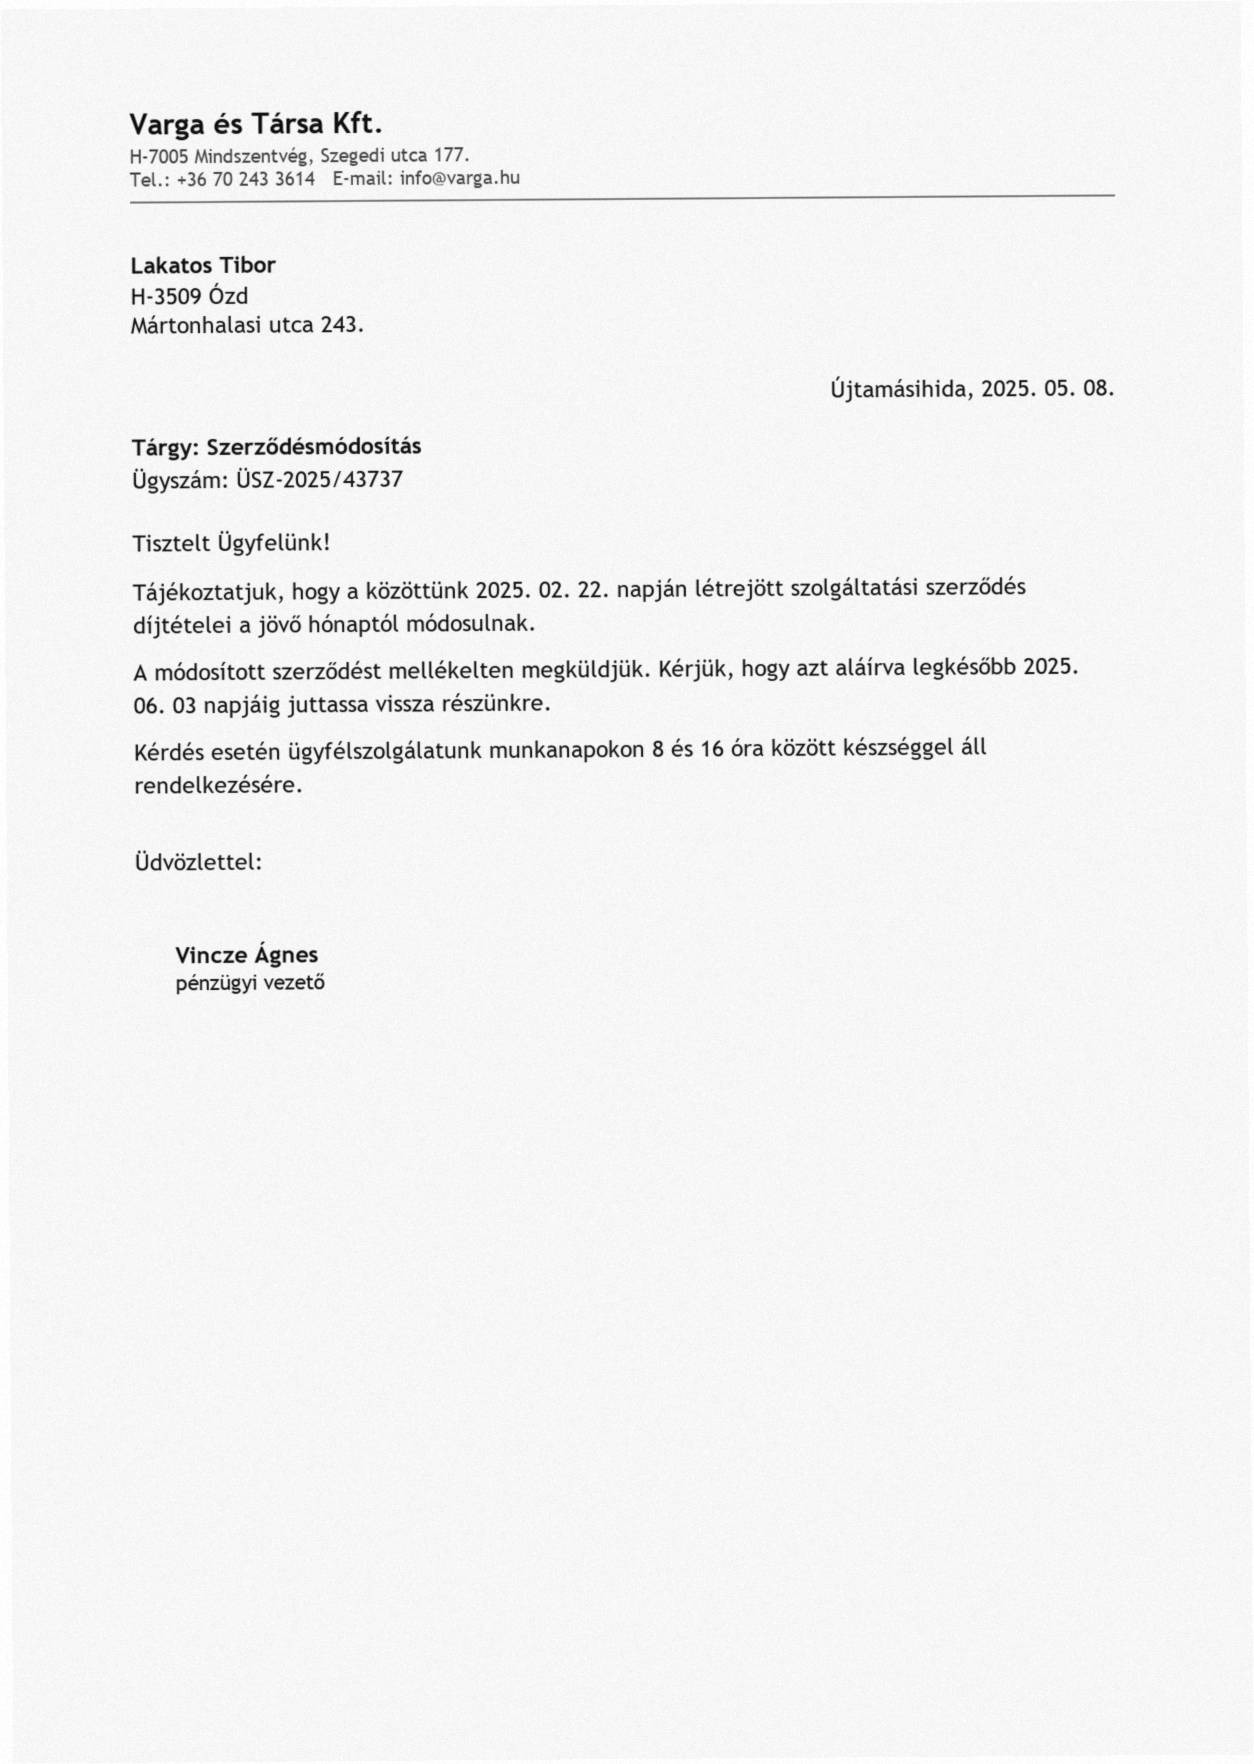 Varga és Társa Kft.
H-7005 Mindszentvég, Szegedi utca 177.
Tel.: +36 70 243 3614 E-mail: info@varga.hu
Lakatos Tibor
H-3509 Ózd
Mártonhalasi utca 243.
Újtamásihida, 2025. 05. 08.
Tárgy: Szerződésmódosítás
Ügyszám: ÜSZ-2025/43737
Tisztelt Ügyfelünk!
Tájékoztatjuk, hogy a közöttünk 2025. 02. 22. napján létrejött szolgáltatási szerződés
díjtételei a jövő hónaptól módosulnak.
A módosított szerződést mellékelten megküldjük. Kérjük, hogy azt aláírva legkésőbb 2025.
06. 03 napjáig juttassa vissza részünkre.
Kérdés esetén ügyfélszolgálatunk munkanapokon 8 és 16 óra között készséggel áll
rendelkezésére.
Üdvözlettel:
Vincze Ágnes
pénzügyi vezető